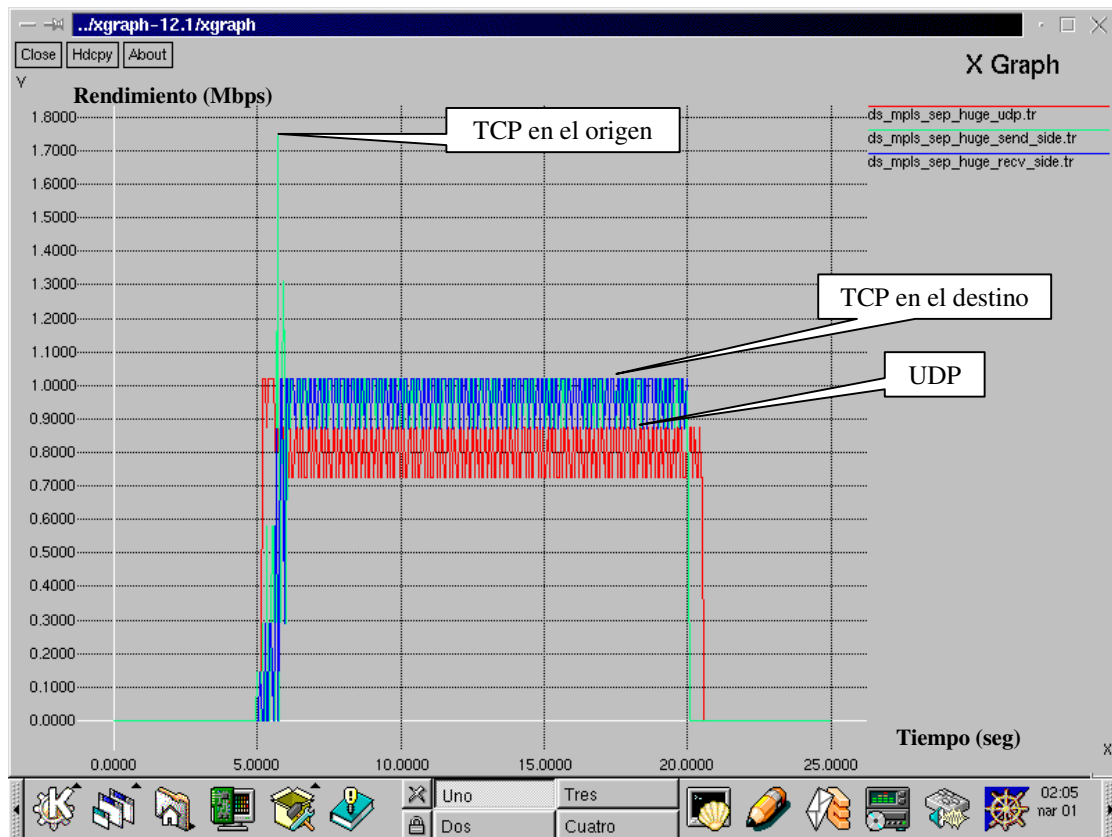 ../xgraph-12.1/xgraph
Close Hdcpy About
X Graph
Y
Rendimiento (Mbps)
TCP en el origen
ds_mpls_sep_huge_udp.tr
ds_mpls_sep_huge_send_side.tr
ds_mpls_sep_huge_recv_side.tr
1.8000
1.7000
1.6000
1.5000
1.4000
1.3000
1.2000
1.1000
1.0000
0.9000
0.8000
0.7000
0.6000
0.5000
0.4000
0.3000
0.2000
0.1000
0.0000
TCP en el destino
UDP
Tiempo (seg)
X
0.0000 5.0000 10.0000 15.0000 20.0000 25.0000
Uno Tres
Dos Cuatro
02:05
nar 01